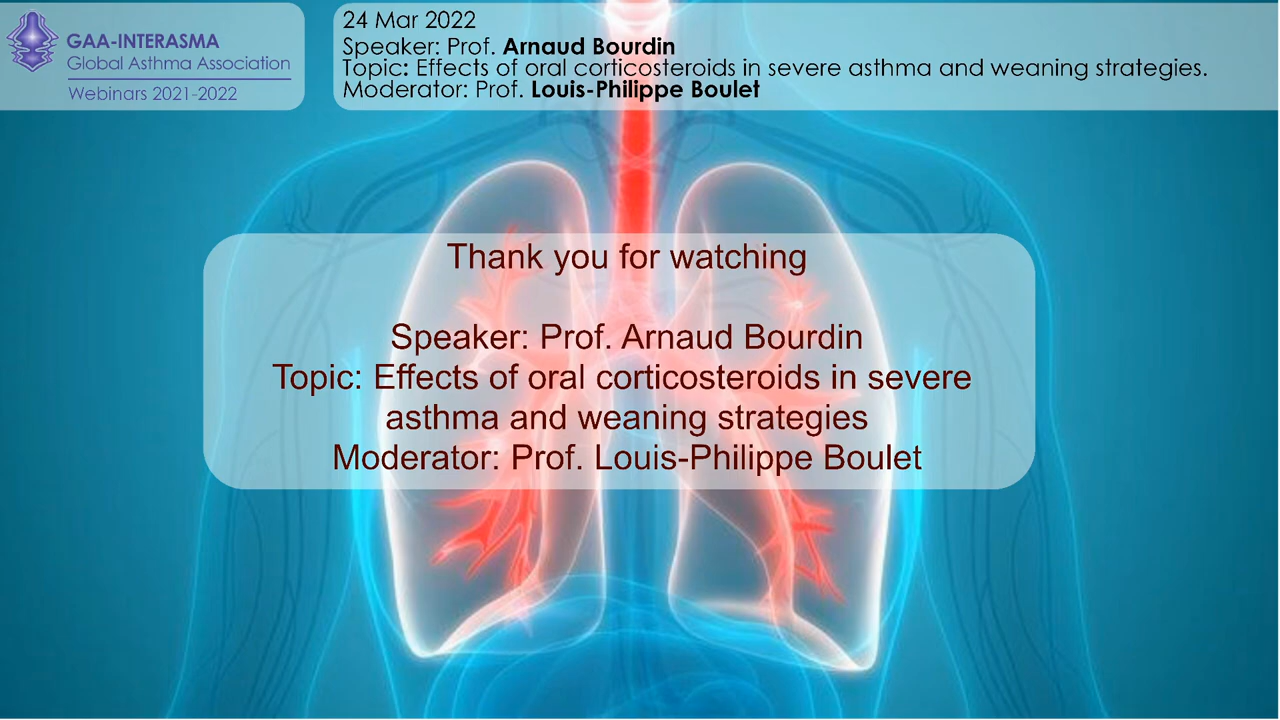 GAA-INTERASMA
Global Asthma Association
Webinars 2021-2022
24 Mar 2022
Speaker: Prof. Arnaud Bourdin
Topic: Effects of oral corticosteroids in severe asthma and weaning strategies.
Moderator: Prof. Louis-Philippe Boulet
Thank you for watching
Speaker: Prof. Arnaud Bourdin
Topic: Effects of oral corticosteroids in severe
asthma and weaning strategies
Moderator: Prof. Louis-Philippe Boulet